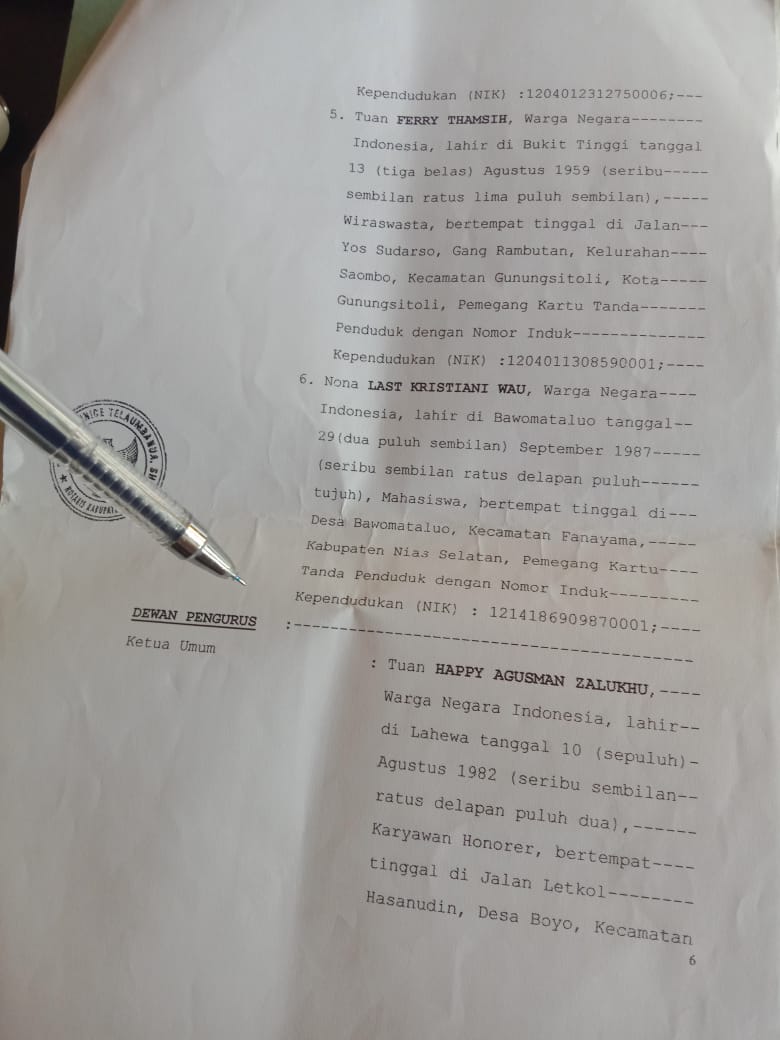 Kependudukan (NIK) :1204012312750006;---
5. Tuan FERRY THAMSIH, Warga Negara--------
Indonesia, lahir di Bukit Tinggi tanggal
13 (tiga belas) Agustus 1959 (seribu-----
sembilan ratus lima puluh sembilan),-----
Wiraswasta, bertempat tinggal di Jalan---
Yos Sudarso, Gang Rambutan, Kelurahan----
Saombo, Kecamatan Gunungsitoli, Kota-----
Gunungsitoli, Pemegang Kartu Tanda-------
Penduduk dengan Nomor Induk--------------
Kependudukan (NIK) :1204011308590001;----
6. Nona LAST KRISTIANI WAU, Warga Negara----
Indonesia, lahir di Bawomataluo tanggal--
29(dua puluh sembilan) September 1987-----
(seribu sembilan ratus delapan puluh------
tujuh), Mahasiswa, bertempat tinggal di---
Desa Bawomataluo, Kecamatan Fanayama,-----
Kabupaten Nias Selatan, Pemegang Kartu----
Tanda Penduduk dengan Nomor Induk---------
Kependudukan (NIK) : 1214186909870001;----
TELAUMBANUA, SH
NOTARIS
DEWAN PENGURUS :-----------------------------------------
Ketua Umum : Tuan HAPPY AGUSMAN ZALUKHU,----
Warga Negara Indonesia, lahir--
di Lahewa tanggal 10 (sepuluh)-
Agustus 1982 (seribu sembilan--
ratus delapan puluh dua),------
Karyawan Honorer, bertempat----
tinggal di Jalan Letkol--------
Hasanudin, Desa Boyo, Kecamatan
6